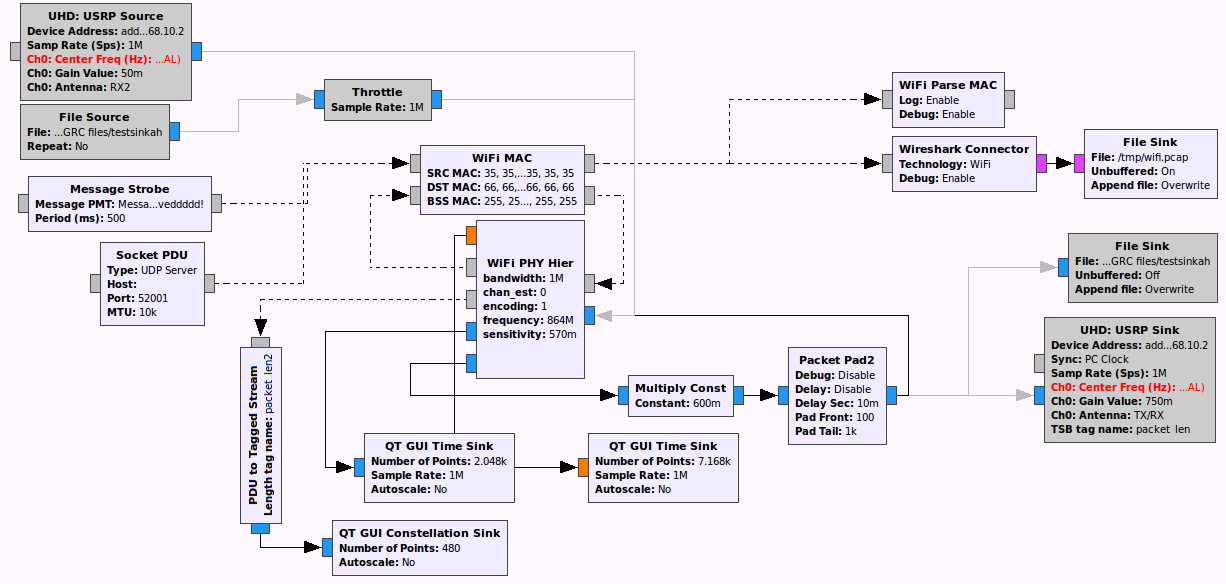 UHD: USRP Source
Device Address: add...68.10.2
Samp Rate (Sps): 1M
Ch0: Center Freq (Hz): ...AL)
Ch0: Gain Value: 50m
Ch0: Antenna: RX2
File Source
File: ...GRC files/testsinkah
Repeat: No
Throttle
Sample Rate: 1M
Message Strobe
Message PMT: Messa...veddddd!
Period (ms): 500
Socket PDU
Type: UDP Server
Host:
Port: 52001
MTU: 10k
WiFi MAC
SRC MAC: 35, 35,...35, 35, 35
DST MAC: 66, 66,...66, 66, 66
BSS MAC: 255, 25..., 255, 255
WiFi PHY Hier
bandwidth: 1M
chan_est: 0
encoding: 1
frequency: 864M
sensitivity: 570m
WiFi Parse MAC
Log: Enable
Debug: Enable
Wireshark Connector
Technology: WiFi
Debug: Enable
File Sink
File: /tmp/wifi.pcap
Unbuffered: On
Append file: Overwrite
File Sink
File: ...GRC files/testsinkah
Unbuffered: Off
Append file: Overwrite
UHD: USRP Sink
Device Address: add...68.10.2
Sync: PC Clock
Samp Rate (Sps): 1M
Ch0: Center Freq (Hz): ...AL)
Ch0: Gain Value: 750m
Ch0: Antenna: TX/RX
TSB tag name: packet_len
Packet Pad2
Debug: Disable
Delay: Disable
Delay Sec: 10m
Pad Front: 100
Pad Tail: 1k
Multiply Const
Constant: 600m
PDU to Tagged Stream
Length tag name: packet_len2
QT GUI Time Sink
Number of Points: 2.048k
Sample Rate: 1M
Autoscale: No
QT GUI Time Sink
Number of Points: 7.168k
Sample Rate: 1M
Autoscale: No
QT GUI Constellation Sink
Number of Points: 480
Autoscale: No